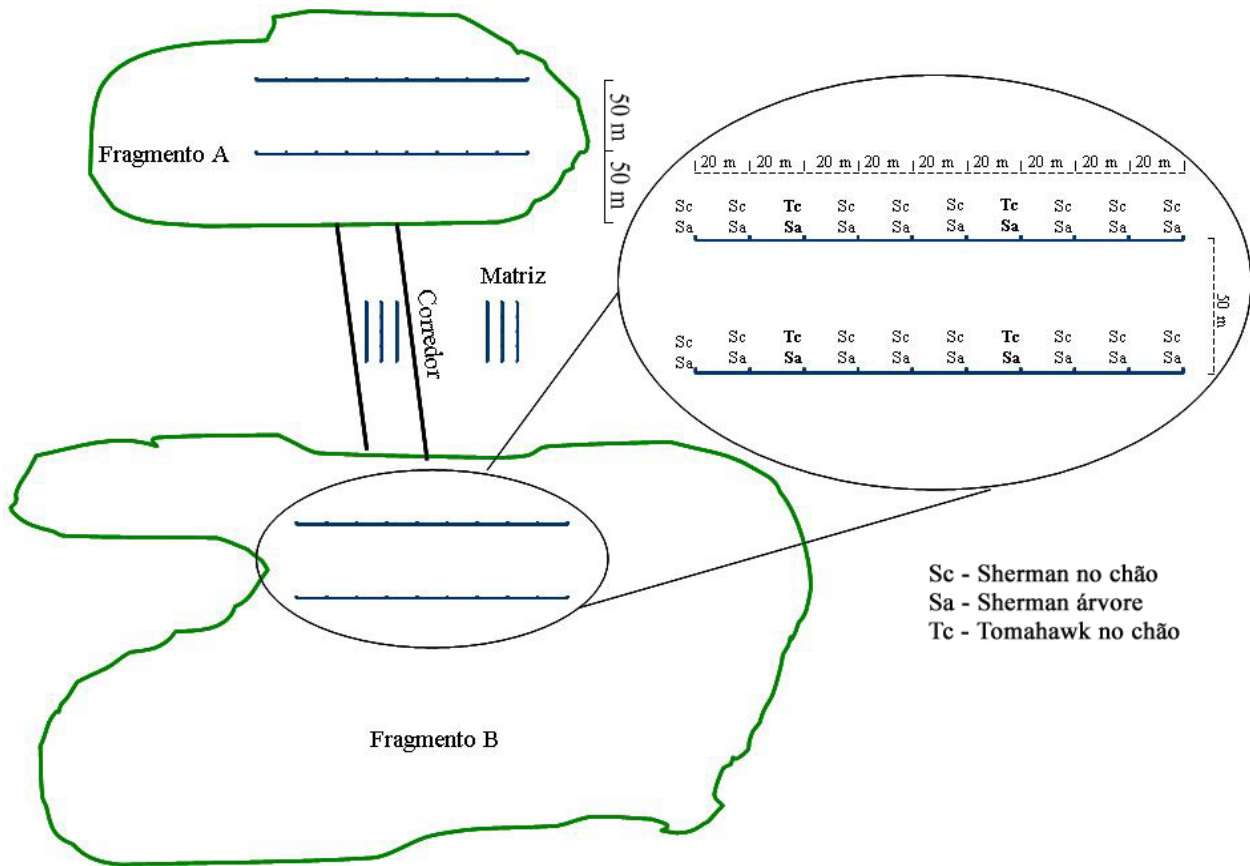 Fragmento A
50 m
50 m
Matriz
Corredor
20 m 20 m 20 m 20 m 20 m 20 m 20 m 20 m 20 m
Sc Sc Tc Sc Sc Sc Tc Sc Sc Sc
Sa Sa Sa Sa Sa Sa Sa Sa Sa Sa
50 m
Sc Sc Tc Sc Sc Sc Tc Sc Sc Sc
Sa Sa Sa Sa Sa Sa Sa Sa Sa Sa
Sc - Sherman no chão
Sa - Sherman árvore
Tc - Tomahawk no chão
Fragmento B